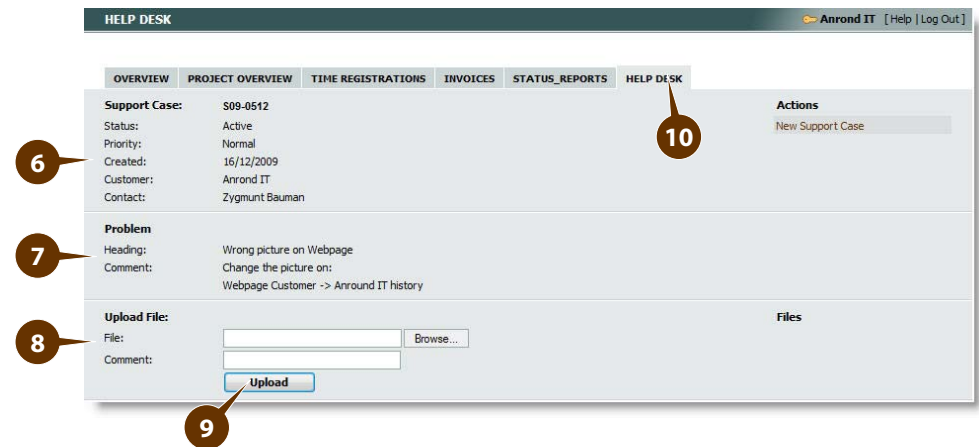 HELP DESK
Anrond IT [ Help | Log Out ]
OVERVIEW PROJECT OVERVIEW TIME REGISTRATIONS INVOICES STATUS_REPORTS HELP DESK
10
Support Case: S09-0512
Actions
Status: Active
New Support Case
Priority: Normal
6
Created: 16/12/2009
Customer: Anrond IT
Contact: Zygmunt Bauman
Problem
7
Heading: Wrong picture on Webpage
Comment: Change the picture on:
Webpage Customer -> Anround IT history
Upload File:
Files
8
File: Browse...
Comment:
Upload
9